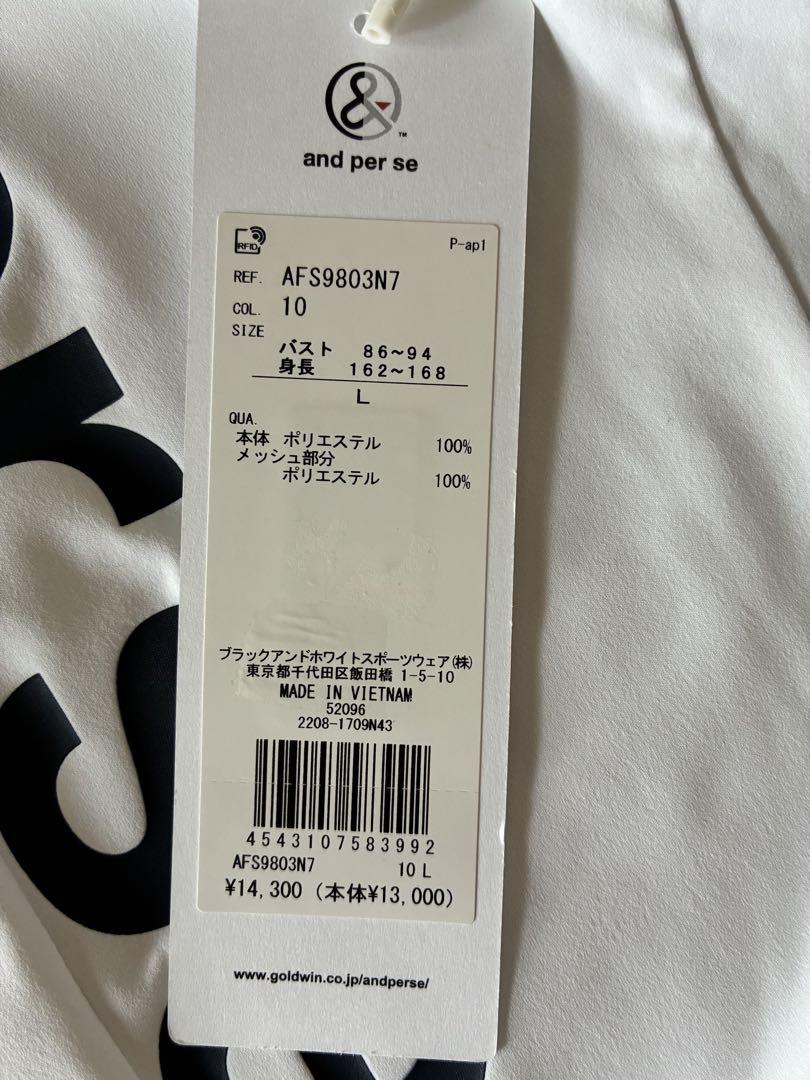 &
TM
and per se
RFID
P-ap1
REF. AFS9803N7
COL. 10
SIZE
バスト 86～94
身長 162～168
L
QUA.
本体 ポリエステル 100%
メッシュ部分
ポリエステル 100%
ブラックアンドホワイトスポーツウェア(株)
東京都千代田区飯田橋 1-5-10
MADE IN VIETNAM
52096
2208-1709N43
4543107583992
AFS9803N7 10 L
¥14,300 (本体¥13,000)
www.goldwin.co.jp/andperse/